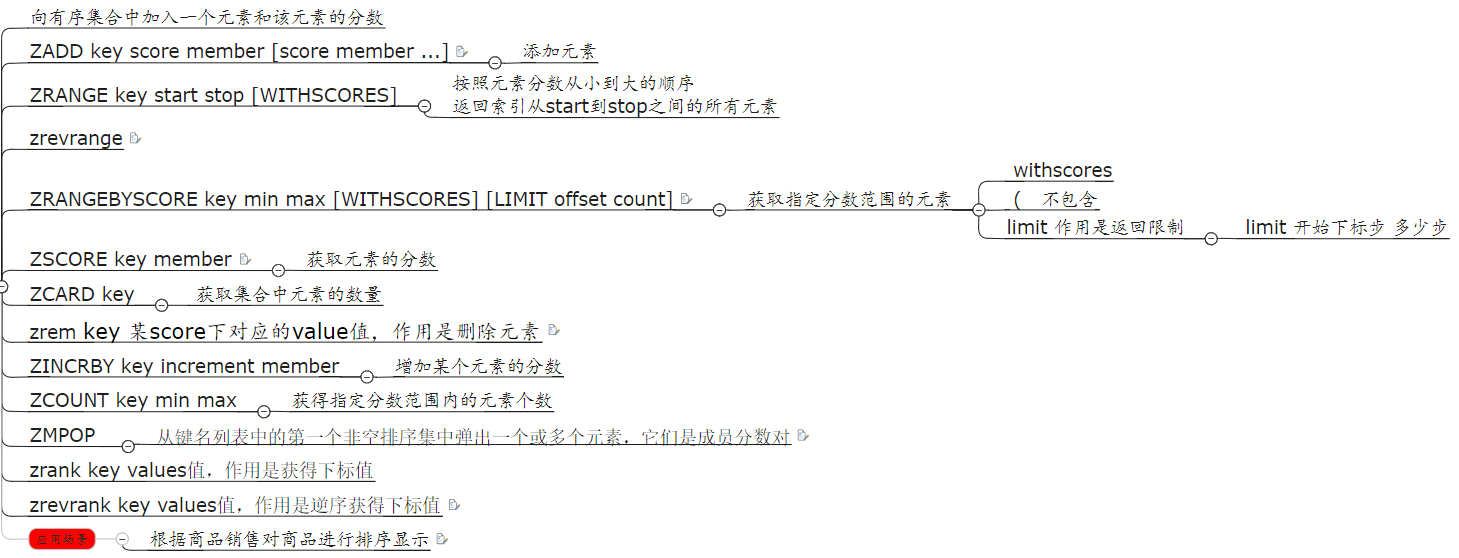 向有序集合中加入一个元素和该元素的分数
ZADD key score member [score member ...]
添加元素
ZRANGE key start stop [WITHSCORES]
按照元素分数从小到大的顺序
返回索引从start到stop之间的所有元素
zrevrange
ZRANGEBYSCORE key min max [WITHSCORES] [LIMIT offset count]
获取指定分数范围的元素
withscores
( 不包含
limit 作用是返回限制
limit 开始下标步 多少步
ZSCORE key member
获取元素的分数
ZCARD key
获取集合中元素的数量
zrem key 某score下对应的value值，作用是删除元素
ZINCRBY key increment member
增加某个元素的分数
ZCOUNT key min max
获得指定分数范围内的元素个数
ZMPOP
从键名列表中的第一个非空排序集中弹出一个或多个元素，它们是成员分数对
zrank key values值，作用是获得下标值
zrevrank key values值，作用是逆序获得下标值
应用场景
根据商品销售对商品进行排序显示